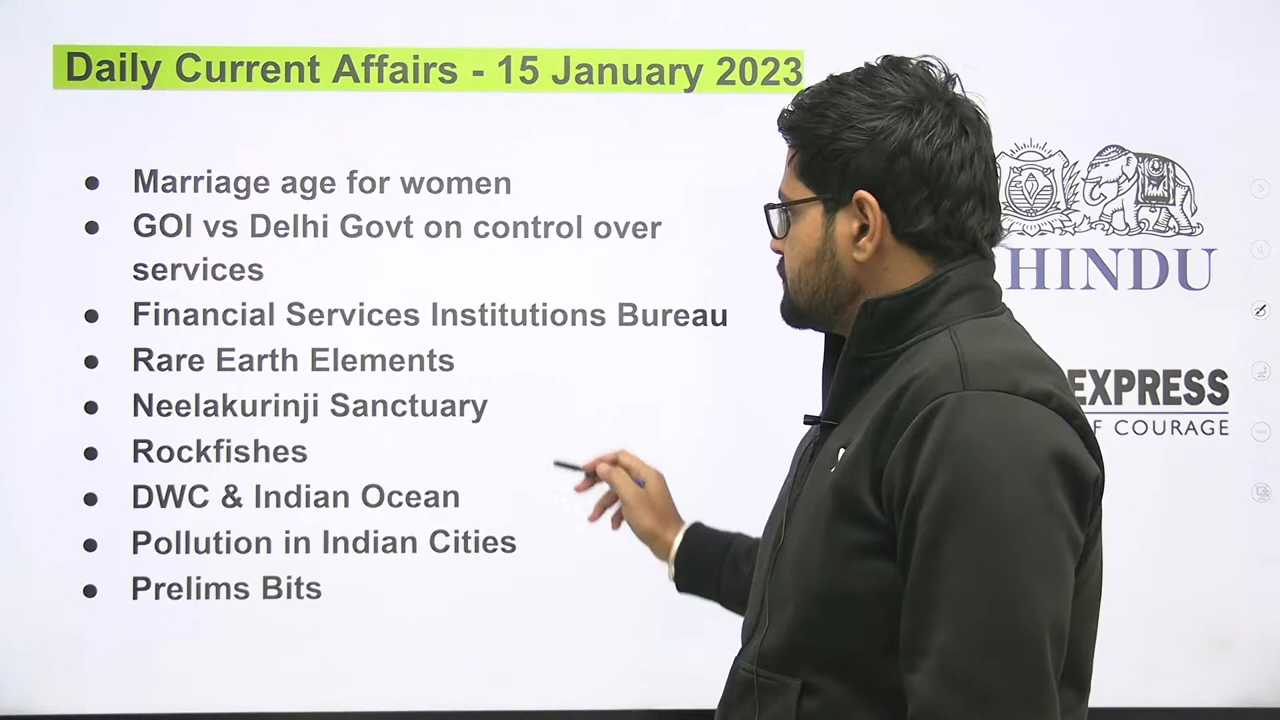 Daily Current Affairs - 15 January 2023
● Marriage age for women
● GOI vs Delhi Govt on control over
services
● Financial Services Institutions Bureau
● Rare Earth Elements
● Neelakurinji Sanctuary
● Rockfishes
● DWC & Indian Ocean
● Pollution in Indian Cities
● Prelims Bits
HINDU
EXPRESS
F COURAGE